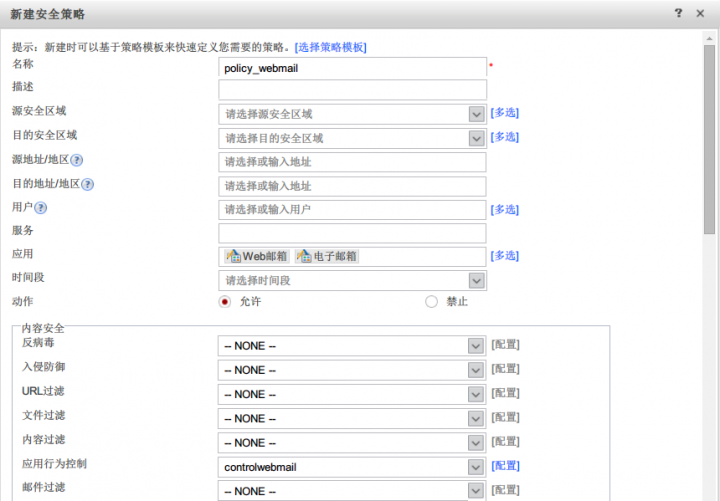 新建安全策略 ? ×
提示：新建时可以基于策略模板来快速定义您需要的策略。[选择策略模板]
名称 policy_webmail *
描述
源安全区域 请选择源安全区域 [多选]
目的安全区域 请选择目的安全区域 [多选]
源地址/地区 ? 请选择或输入地址
目的地址/地区 ? 请选择或输入地址
用户 ? 请选择或输入用户 [多选]
服务
应用 Web邮箱 电子邮箱 [多选]
时间段 请选择时间段
动作 允许 禁止
内容安全
反病毒 -- NONE -- [配置]
入侵防御 -- NONE -- [配置]
URL过滤 -- NONE -- [配置]
文件过滤 -- NONE -- [配置]
内容过滤 -- NONE -- [配置]
应用行为控制 controlwebmail [配置]
邮件过滤 -- NONE -- [配置]